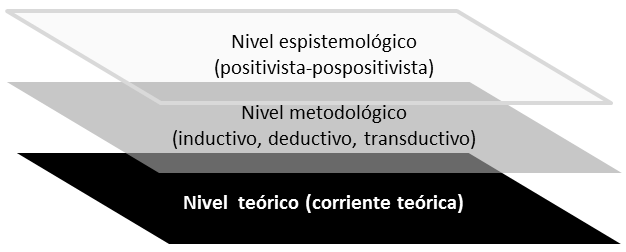 Nivel espistemológico
(positivista-pospositivista)
Nivel metodológico
(inductivo, deductivo, transductivo)
Nivel teórico (corriente teórica)